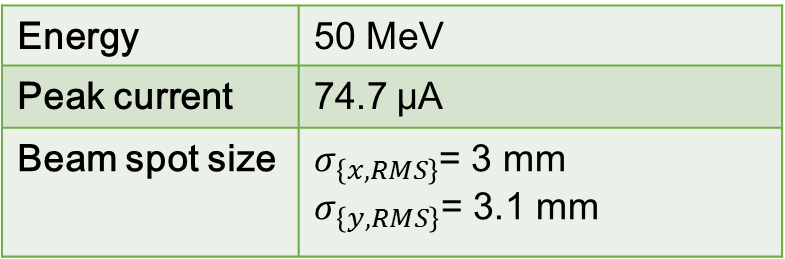 Energy 50 MeV
Peak current 74.7 µA
Beam spot size σ{x,RMS}= 3 mm
σ{y,RMS}= 3.1 mm